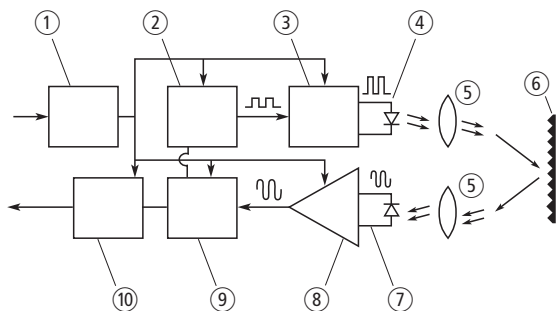 ① ② ③ ④
⑤ ⑥
⑤
⑩ ⑨ ⑧ ⑦